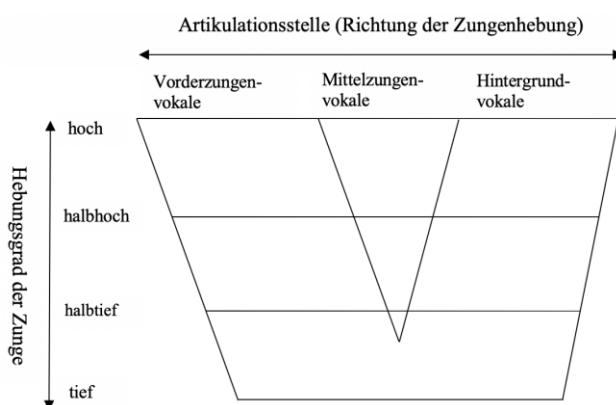 Artikulationsstelle (Richtung der Zungenhebung)
Vorderzungen-
vokale
Mittelzungen-
vokale
Hintergrund-
vokale
Hebungsgrad der Zunge
hoch
halbhoch
halbtief
tief